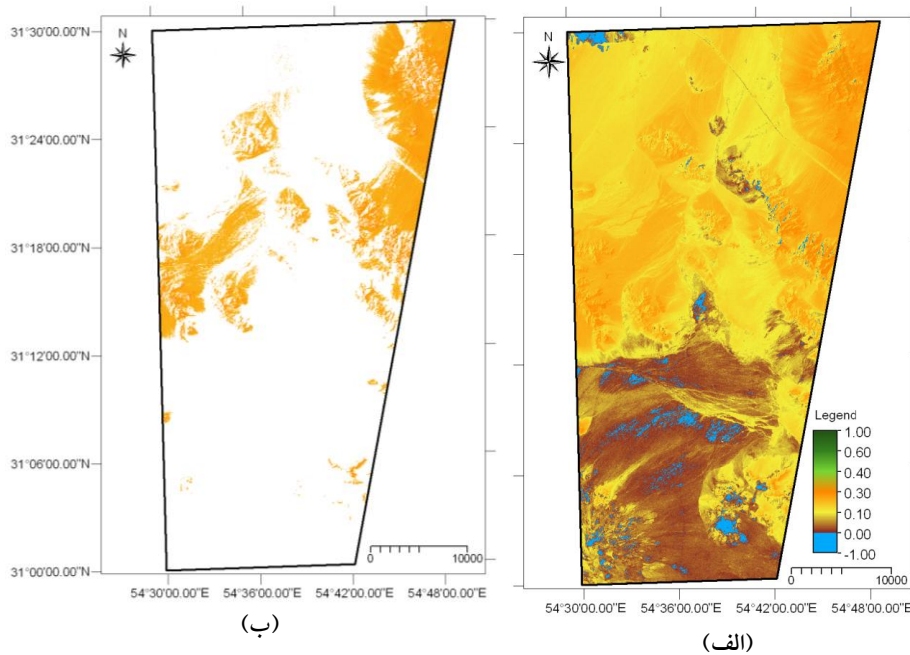 N
31°30'00.00"N
31°24'00.00"N
31°18'00.00"N
31°12'00.00"N
31°06'00.00"N
31°00'00.00"N
0
10000
54°30'00.00"E
54°36'00.00"E
54°42'00.00"E
54°48'00.00"E
(ب)
N
Legend
1.00
0.60
0.40
0.30
0.10
0.00
-1.00
0
10000
54°30'00.00"E
54°36'00.00"E
54°42'00.00"E
54°48'00.00"E
(الف)